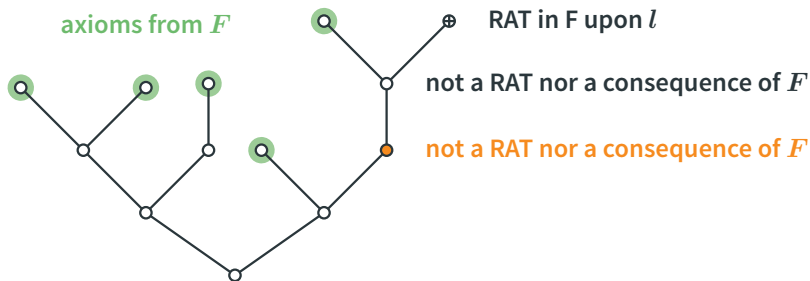 axioms from F
RAT in F upon l
not a RAT nor a consequence of F
not a RAT nor a consequence of F